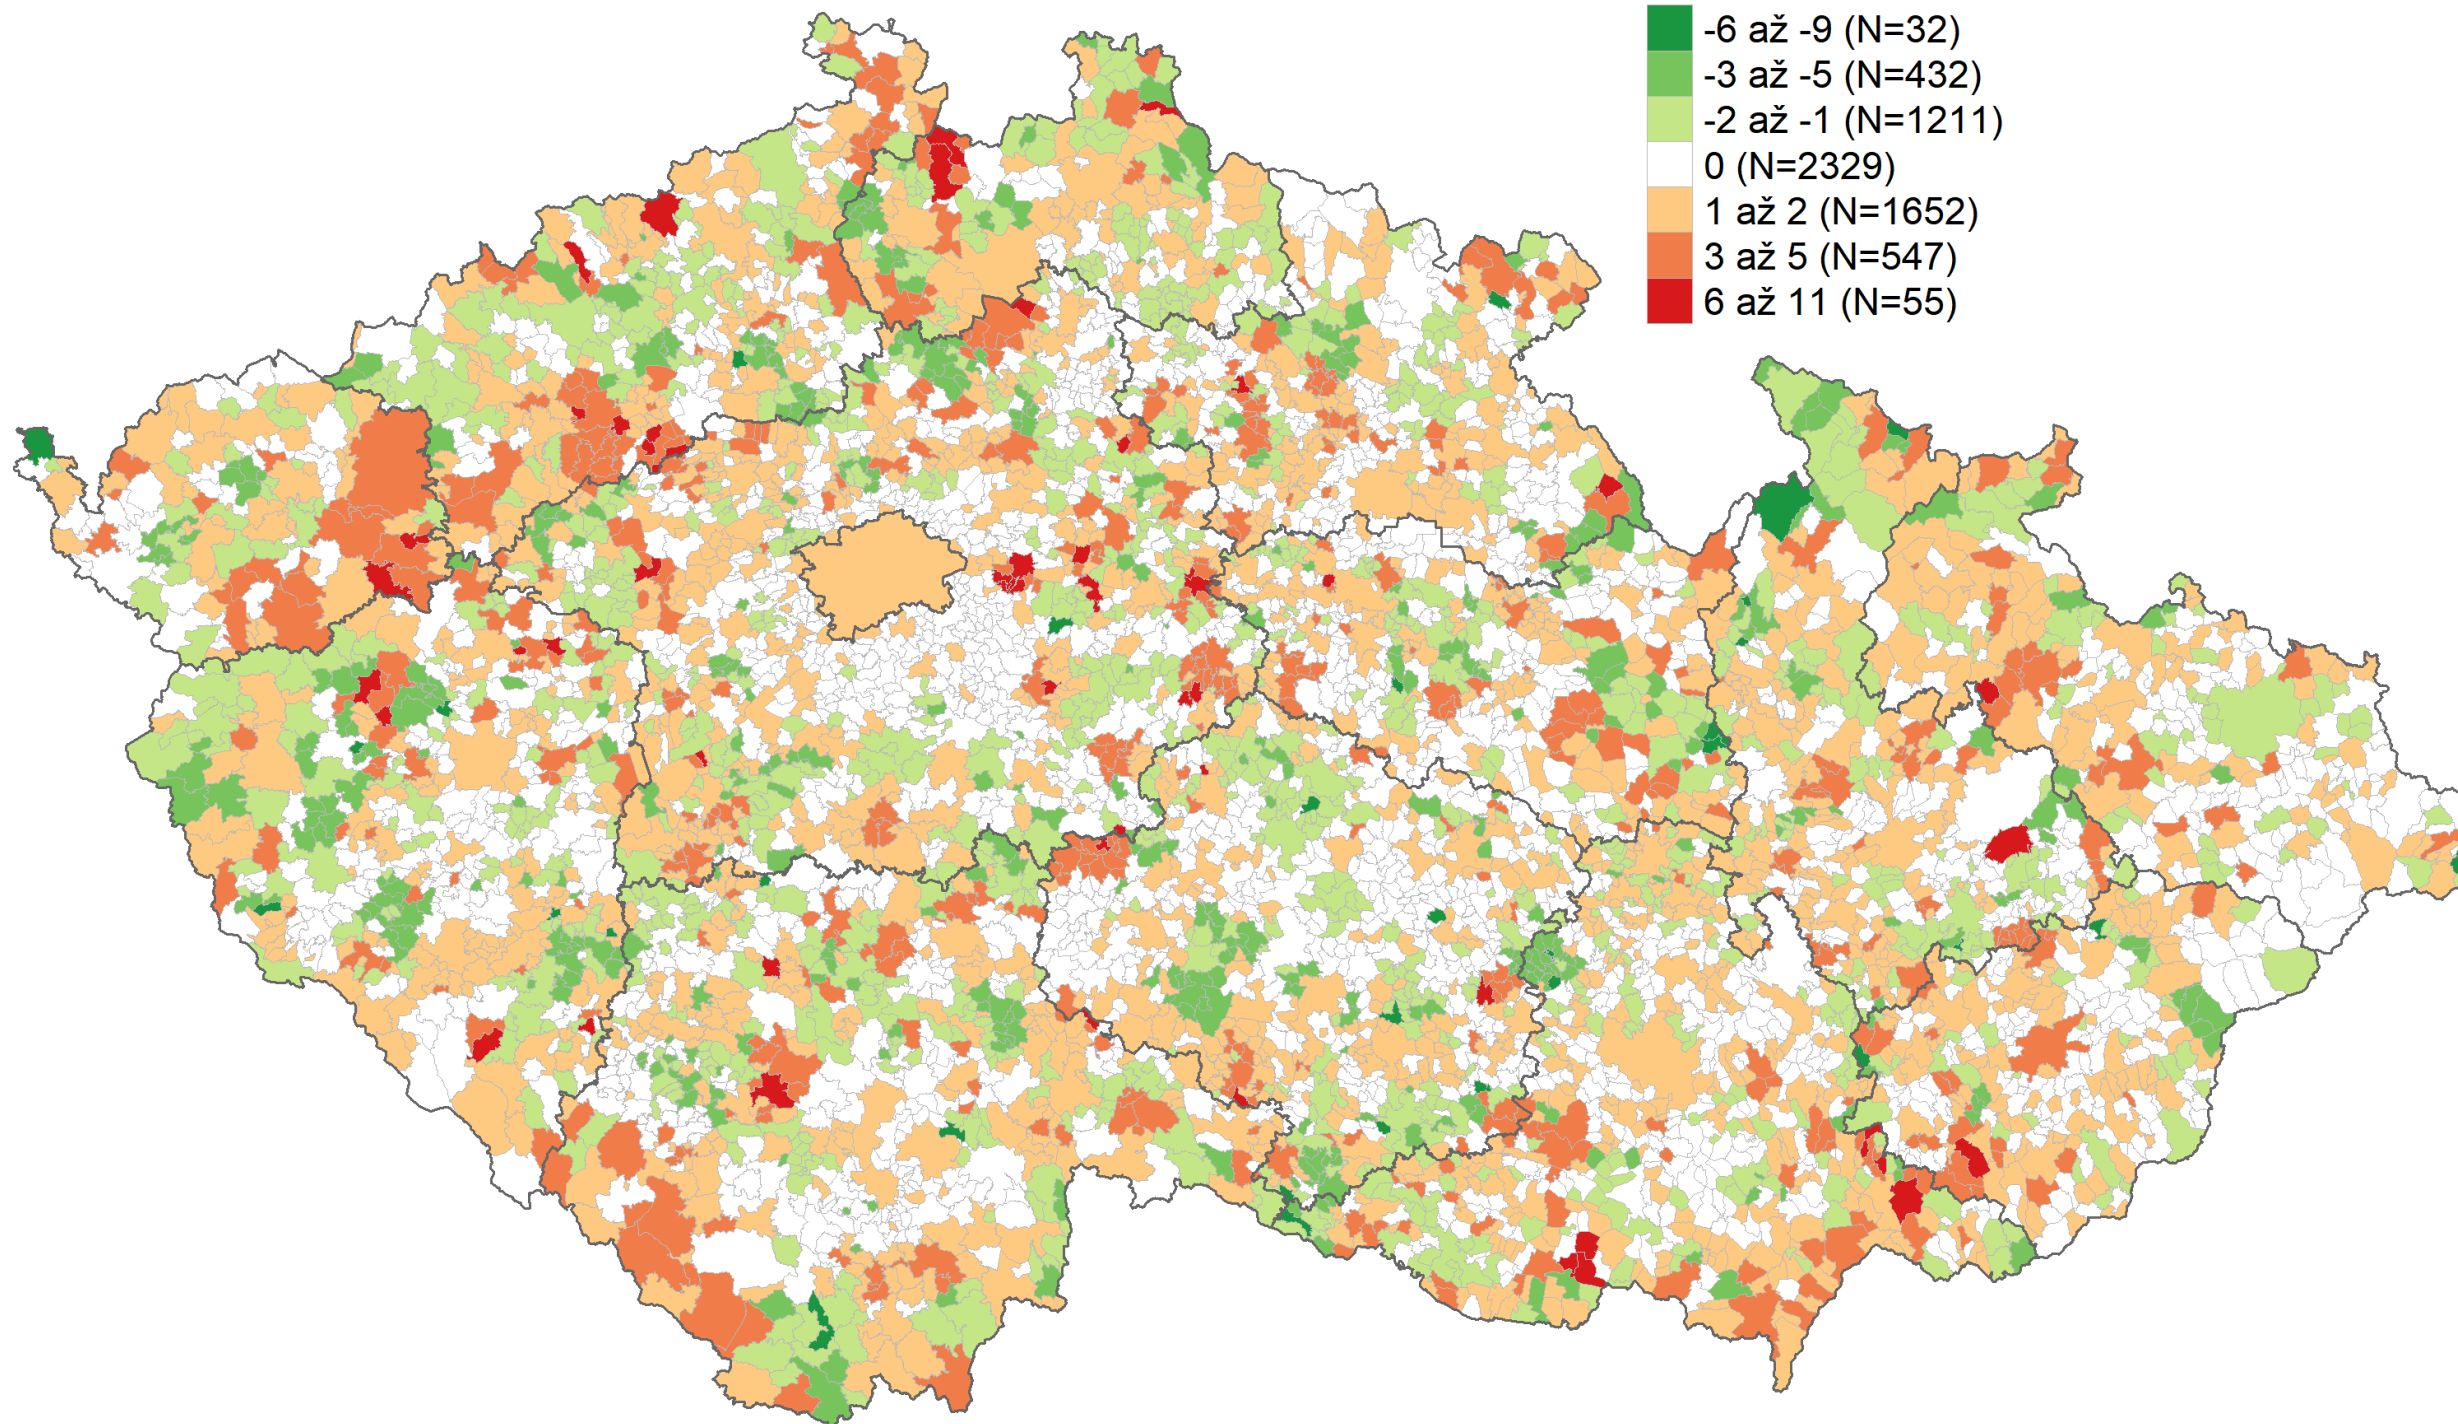 -6 až -9 (N=32)
-3 až -5 (N=432)
-2 až -1 (N=1211)
0 (N=2329)
1 až 2 (N=1652)
3 až 5 (N=547)
6 až 11 (N=55)